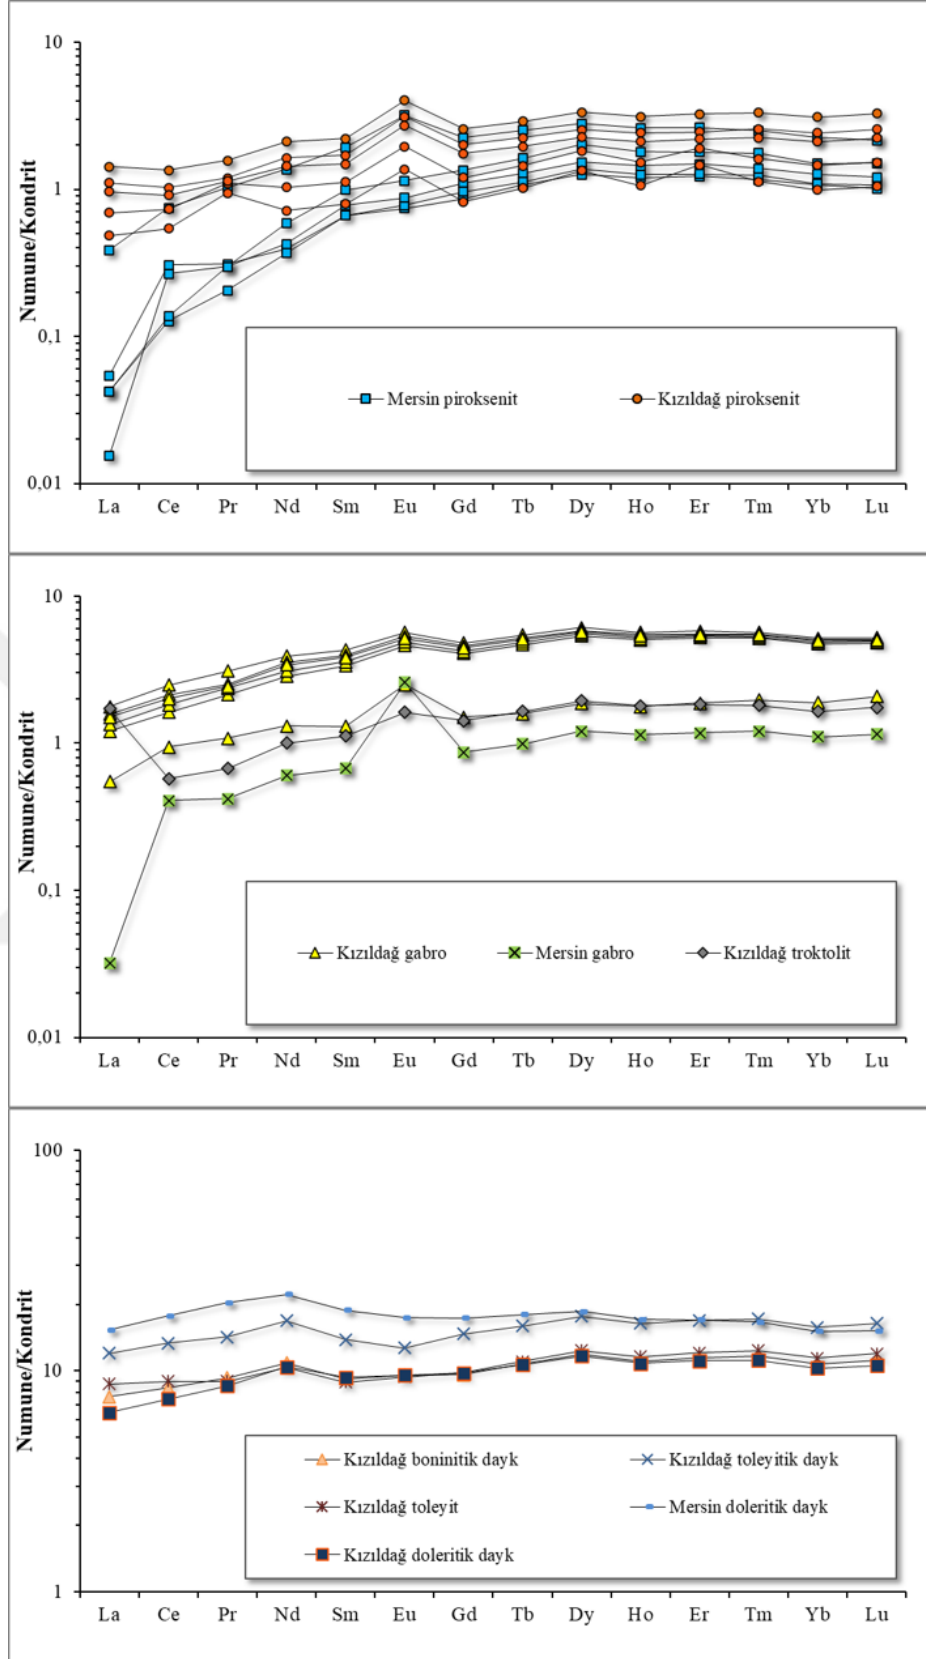 10
1
0,1
0,01
Numune/Kondrit
Mersin piroksenit
Kızıldağ piroksenit
La Ce Pr Nd Sm Eu Gd Tb Dy Ho Er Tm Yb Lu
10
1
0,1
0,01
Numune/Kondrit
Kızıldağ gabro
Mersin gabro
Kızıldağ troktolit
La Ce Pr Nd Sm Eu Gd Tb Dy Ho Er Tm Yb Lu
100
10
1
Numune/Kondrit
Kızıldağ boninitik dayk
Kızıldağ toleyitik dayk
Kızıldağ toleyit
Mersin doleritik dayk
Kızıldağ doleritik dayk
La Ce Pr Nd Sm Eu Gd Tb Dy Ho Er Tm Yb Lu